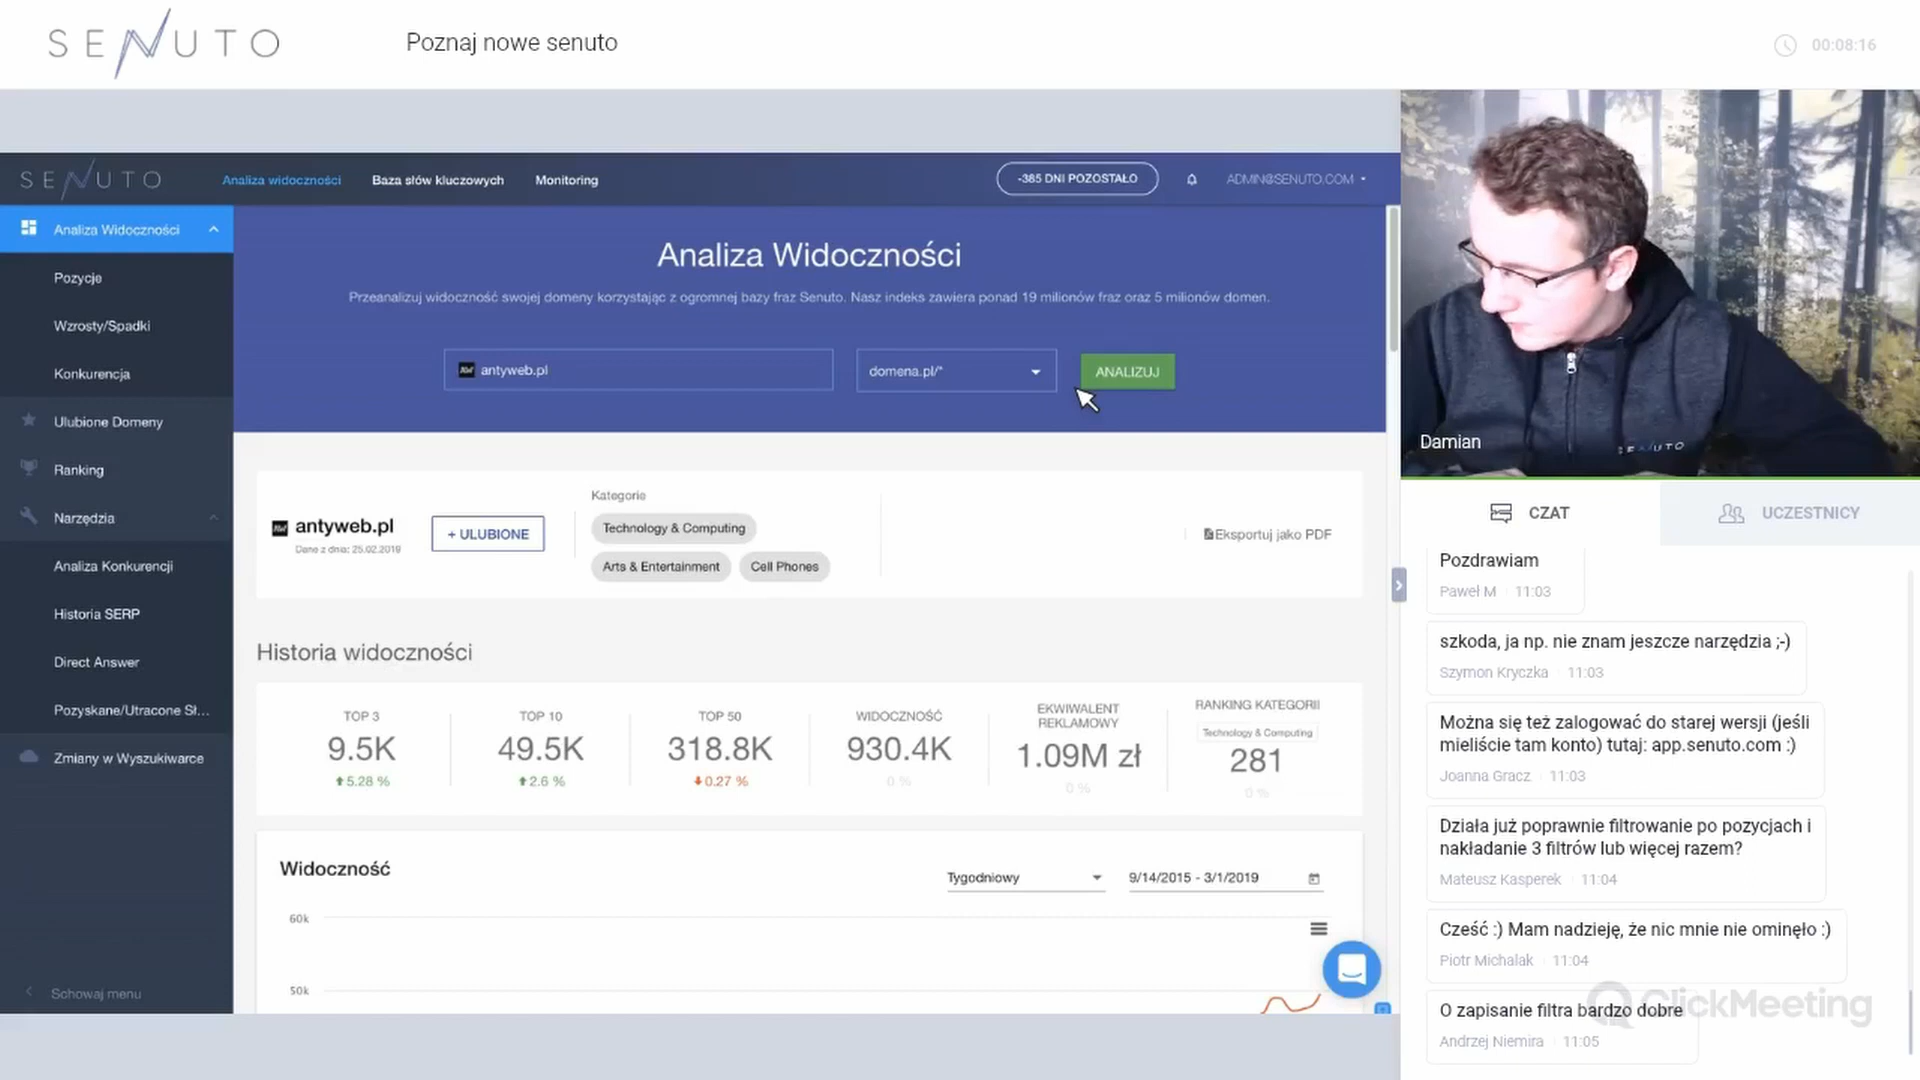 SENUTO
Poznaj nowe senuto
00:08:16
SENUTO
Analiza widoczności
Baza słów kluczowych
Monitoring
-385 DNI POZOSTAŁO
ADMIN@SENUTO.COM
Analiza Widoczności
Pozycje
Wzrosty/Spadki
Konkurencja
Ulubione Domeny
Ranking
Narzędzia
Analiza Konkurencji
Historia SERP
Direct Answer
Pozyskane/Utracone Sł...
Zmiany w Wyszukiwarce
Schowaj menu
Analiza Widoczności
Przeanalizuj widoczność swojej domeny korzystając z ogromnej bazy fraz Senuto. Nasz indeks zawiera ponad 19 milionów fraz oraz 5 milionów domen.
antyweb.pl
domena.pl/*
ANALIZUJ
antyweb.pl
Dane z dnia: 25.02.2019
+ ULUBIONE
Kategorie
Technology & Computing
Arts & Entertainment
Cell Phones
Eksportuj jako PDF
Historia widoczności
TOP 3
9.5K
5.28 %
TOP 10
49.5K
2.6 %
TOP 50
318.8K
0.27 %
WIDOCZNOŚĆ
930.4K
0 %
EKWIWALENT
REKLAMOWY
1.09M zł
0 %
RANKING KATEGORII
Technology & Computing
281
0 %
Widoczność
Tygodniowy
9/14/2015 - 3/1/2019
60k
50k
SENUTO
Damian
CZAT
UCZESTNICY
Pozdrawiam
Paweł M 11:03
szkoda, ja np. nie znam jeszcze narzędzia ;-)
Szymon Kryczka 11:03
Można się też zalogować do starej wersji (jeśli
mieliście tam konto) tutaj: app.senuto.com :)
Joanna Gracz 11:03
Działa już poprawnie filtrowanie po pozycjach i
nakładanie 3 filtrów lub więcej razem?
Mateusz Kasperek 11:04
Cześć :) Mam nadzieję, że nic mnie nie ominęło :)
Piotr Michalak 11:04
O zapisanie filtra bardzo dobre
Andrzej Niemira 11:05
ClickMeeting